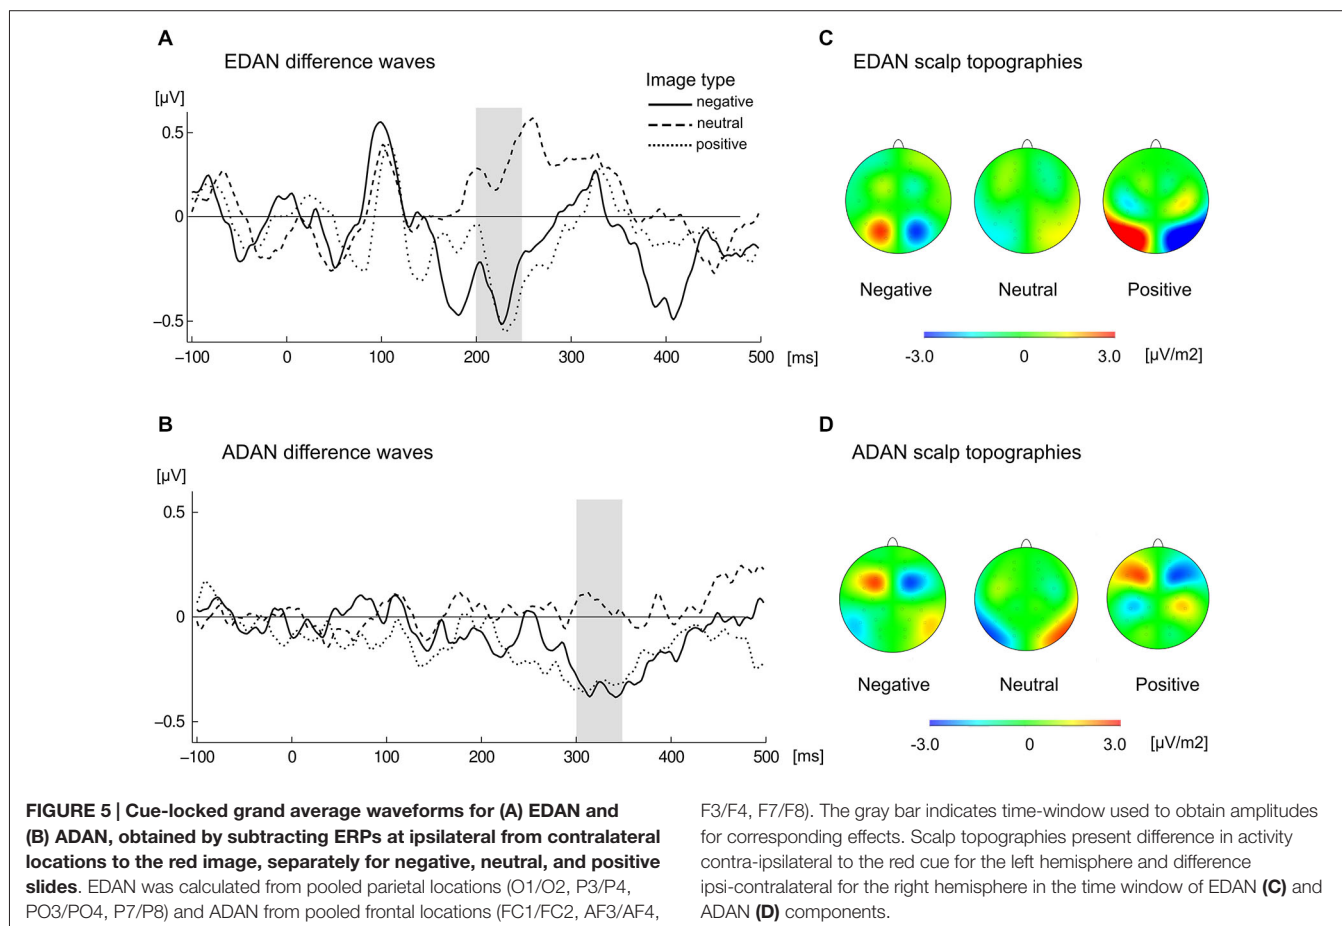 A
EDAN difference waves
[µV]
Image type
negative
neutral
positive
0.5
0
−0.5
−100
0
100
200
300
400
500
[ms]
C
EDAN scalp topographies
Negative
Neutral
Positive
-3.0
0
3.0
[µV/m2]
B
ADAN difference waves
[µV]
0.5
0
−0.5
−100
0
100
200
300
400
500
[ms]
D
ADAN scalp topographies
Negative
Neutral
Positive
-3.0
0
3.0
[µV/m2]
FIGURE 5 | Cue-locked grand average waveforms for (A) EDAN and
(B) ADAN, obtained by subtracting ERPs at ipsilateral from contralateral
locations to the red image, separately for negative, neutral, and positive
slides. EDAN was calculated from pooled parietal locations (O1/O2, P3/P4,
PO3/PO4, P7/P8) and ADAN from pooled frontal locations (FC1/FC2, AF3/AF4,
F3/F4, F7/F8). The gray bar indicates time-window used to obtain amplitudes
for corresponding effects. Scalp topographies present difference in activity
contra-ipsilateral to the red cue for the left hemisphere and difference
ipsi-contralateral for the right hemisphere in the time window of EDAN (C) and
ADAN (D) components.